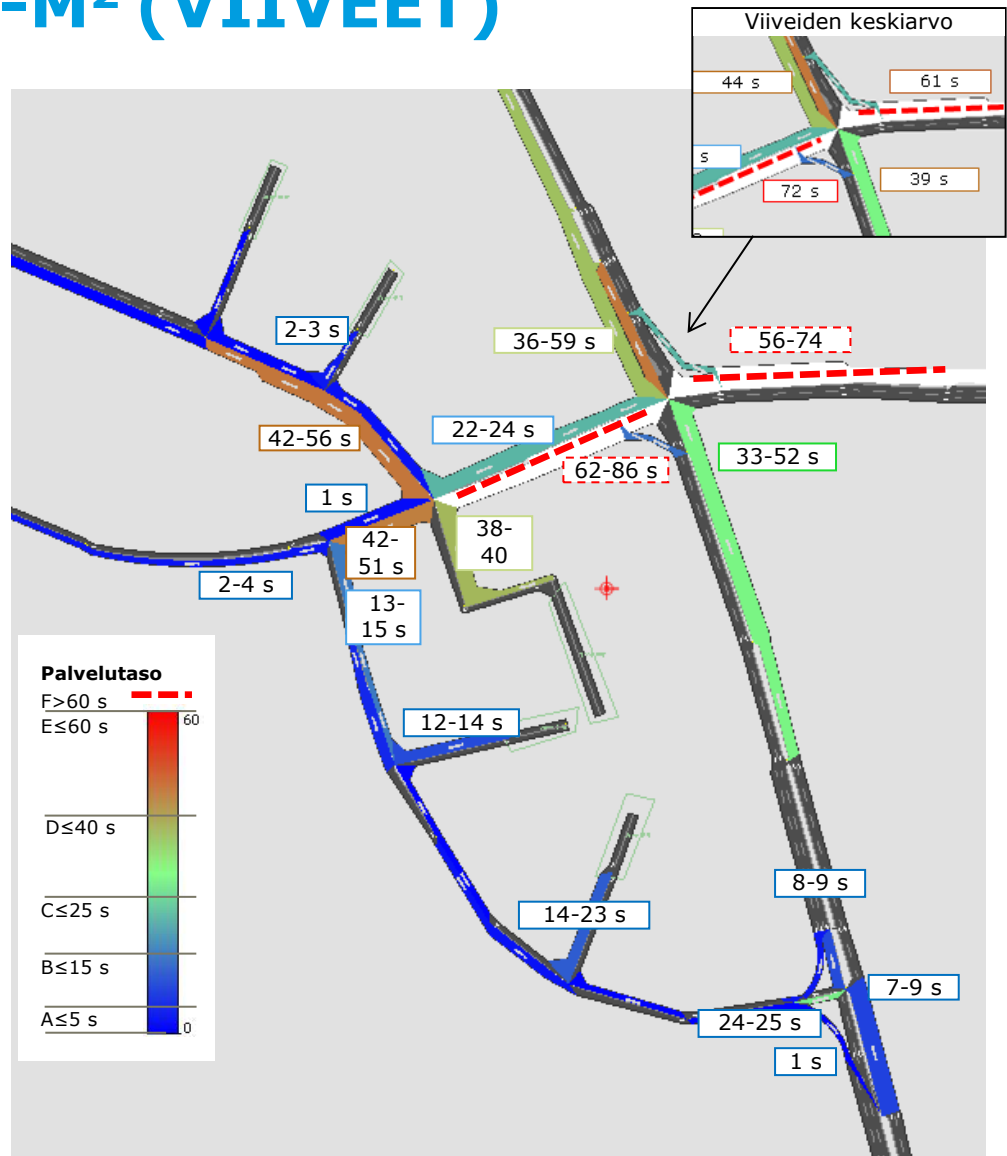 -M² (VIIVEET)
Viiveiden keskiarvo
44 s
61 s
s
39 s
72 s
2-3 s
36-59 s
56-74
42-56 s
22-24 s
62-86 s
33-52 s
1 s
38-
40
42-
51 s
2-4 s
13-
15 s
12-14 s
14-23 s
8-9 s
7-9 s
24-25 s
1 s
Palvelutaso
F>60 s
E≤60 s
60
D≤40 s
C≤25 s
B≤15 s
A≤5 s
0